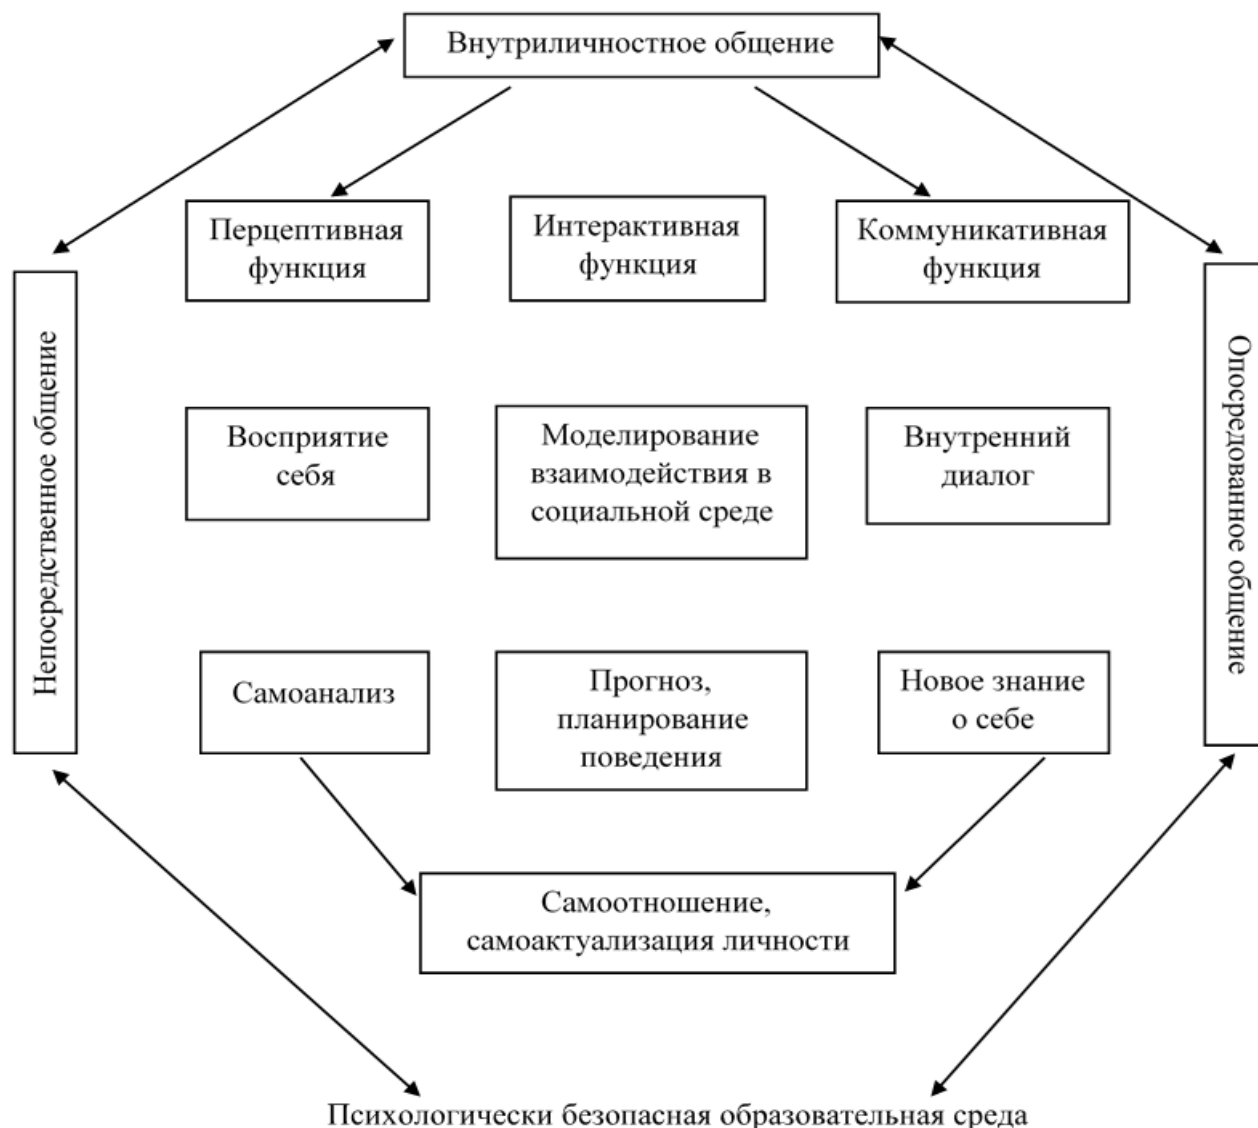 Внутриличностное общение
Перцептивная
функция
Интерактивная
функция
Коммуникативная
функция
Непосредственное общение
Опосредованное общение
Восприятие
себя
Моделирование
взаимодействия в
социальной среде
Внутренний
диалог
Самоанализ
Прогноз,
планирование
поведения
Новое знание
о себе
Самоотношение,
самоактуализация личности
Психологически безопасная образовательная среда